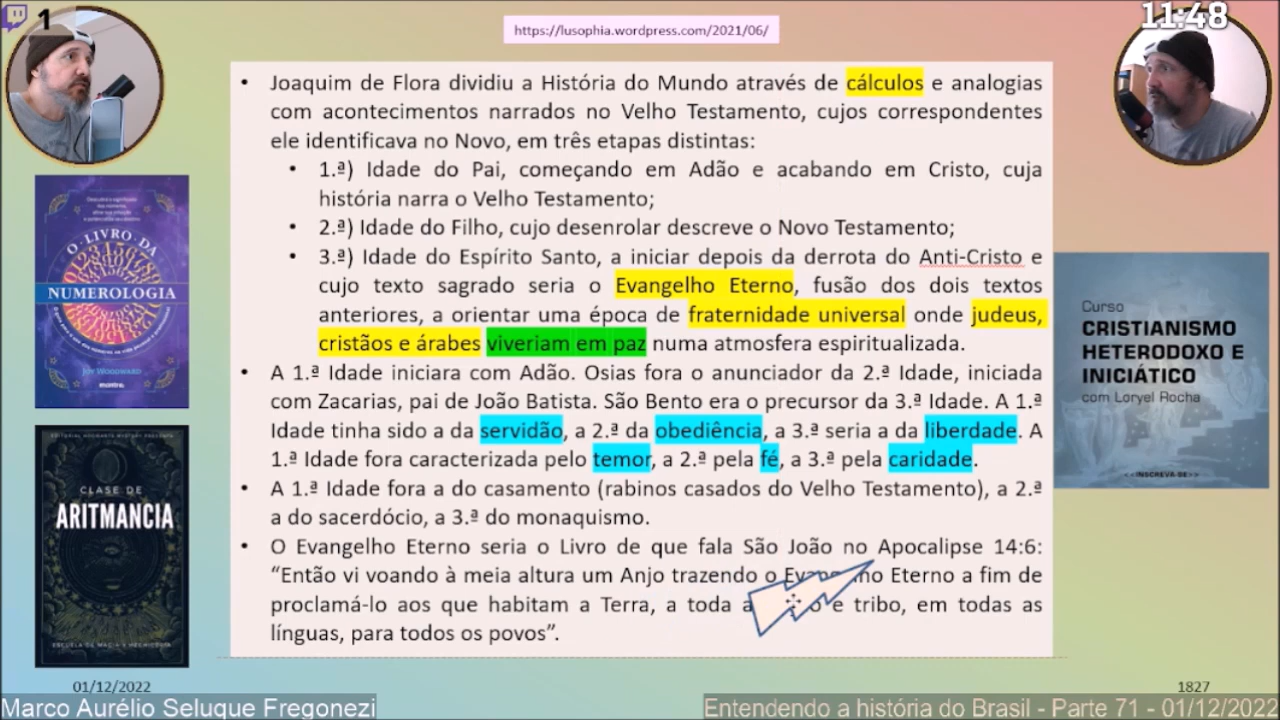 1
11:48
https://lusophia.wordpress.com/2021/06/
• Joaquim de Flora dividiu a História do Mundo através de cálculos e analogias
com acontecimentos narrados no Velho Testamento, cujos correspondentes
ele identificava no Novo, em três etapas distintas:
• 1.ª) Idade do Pai, começando em Adão e acabando em Cristo, cuja
história narra o Velho Testamento;
• 2.ª) Idade do Filho, cujo desenrolar descreve o Novo Testamento;
• 3.ª) Idade do Espírito Santo, a iniciar depois da derrota do Anti-Cristo e
cujo texto sagrado seria o Evangelho Eterno, fusão dos dois textos
anteriores, a orientar uma época de fraternidade universal onde judeus,
cristãos e árabes viveriam em paz numa atmosfera espiritualizada.
• A 1.ª Idade iniciara com Adão. Osias fora o anunciador da 2.ª Idade, iniciada
com Zacarias, pai de João Batista. São Bento era o precursor da 3.ª Idade. A 1.ª
Idade tinha sido a da servidão, a 2.ª da obediência, a 3.ª seria a da liberdade. A
1.ª Idade fora caracterizada pelo temor, a 2.ª pela fé, a 3.ª pela caridade.
• A 1.ª Idade fora a do casamento (rabinos casados do Velho Testamento), a 2.ª
a do sacerdócio, a 3.ª do monaquismo.
• O Evangelho Eterno seria o Livro de que fala São João no Apocalipse 14:6:
“Então vi voando à meia altura um Anjo trazendo o Eterno a fim de
proclamá-lo aos que habitam a Terra, a toda e tribo, em todas as
línguas, para todos os povos”.
O LIVRO DA
NUMEROLOGIA
JOY WOODWARD
CLASE DE
ARITMANCIA
ESCUELA DE MAGIA Y HECHICERIA
Curso
CRISTIANISMO
HETERODOXO E
INICIÁTICO
com Loryel Rocha
<<INSCREVA-SE>>
01/12/2022
1827
Marco Aurélio Seluque Fregonezi
Entendendo a história do Brasil - Parte 71 - 01/12/2022